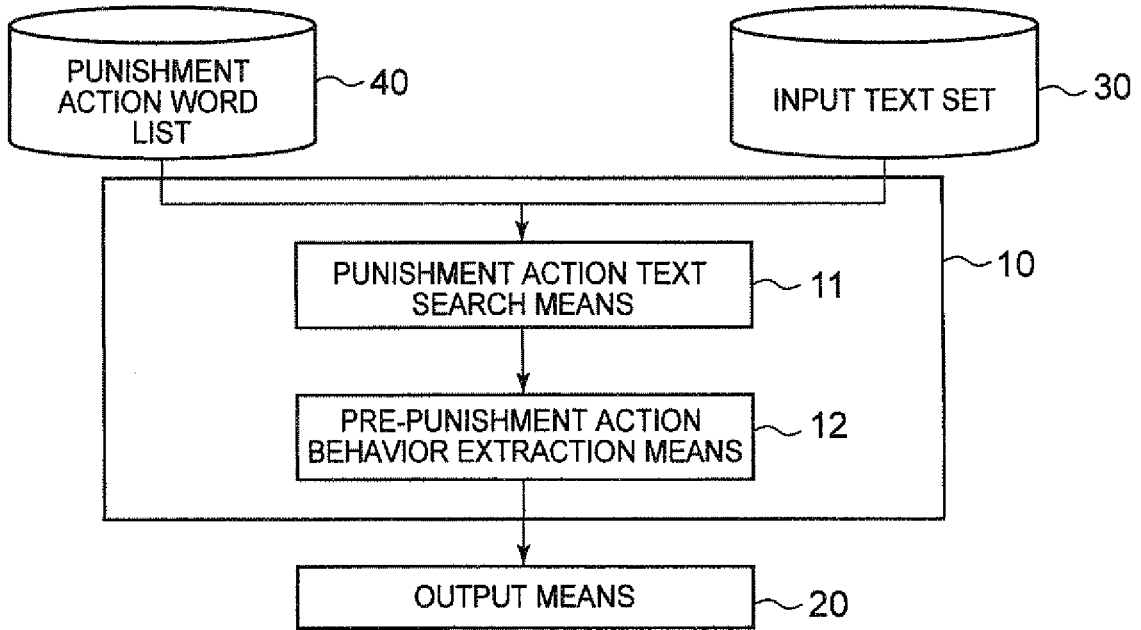 PUNISHMENT
ACTION WORD
LIST
40
INPUT TEXT SET
30
10
PUNISHMENT ACTION TEXT
SEARCH MEANS
11
PRE-PUNISHMENT ACTION
BEHAVIOR EXTRACTION MEANS
12
OUTPUT MEANS
20